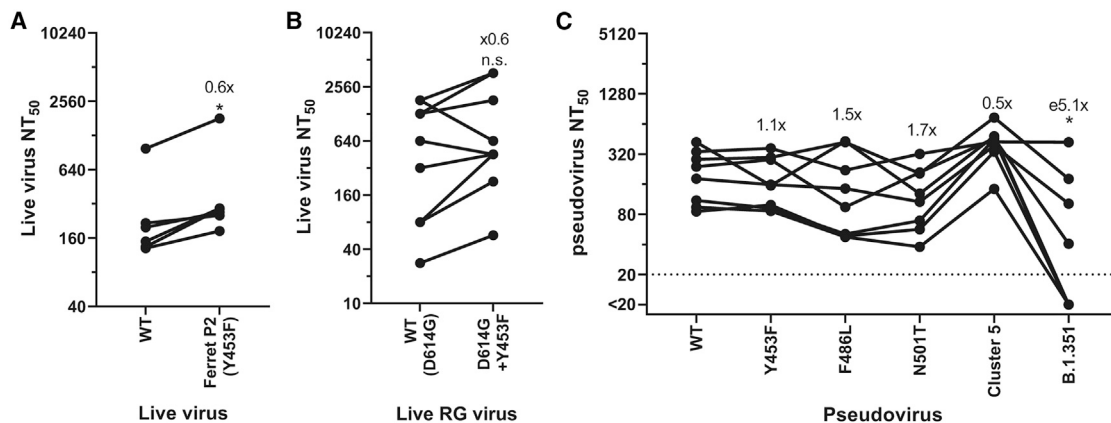 A
Live virus NT50
10240
2560
640
160
40
0.6x
*
WT
Ferret P2
(Y453F)
Live virus
B
Live virus NT50
10240
2560
640
160
40
10
x0.6
n.s.
WT
(D614G)
D614G
+Y453F
Live RG virus
C
pseudovirus NT50
5120
1280
320
80
20
<20
1.1x
1.5x
1.7x
0.5x
e5.1x
*
WT
Y453F
F486L
N501T
Cluster 5
B.1.351
Pseudovirus